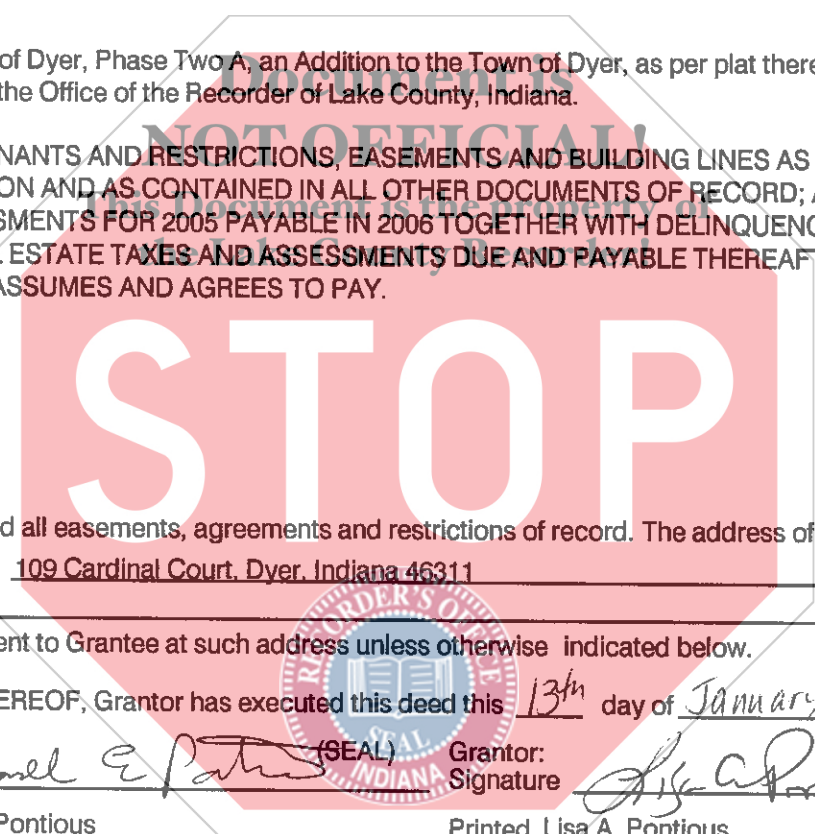 of Dyer, Phase Two A, an Addition to the Town of Dyer, as per plat there
the Office of the Recorder of Lake County, Indiana.
Document is
NOT OFFICIAL!
This Document is the property of
the Lake County Recorder!
NANTS AND RESTRICTIONS, EASEMENTS AND BUILDING LINES AS
ON AND AS CONTAINED IN ALL OTHER DOCUMENTS OF RECORD; A
SMENTS FOR 2005 PAYABLE IN 2006 TOGETHER WITH DELINQUENC
ESTATE TAXES AND ASSESSMENTS DUE AND PAYABLE THEREAF
ASSUMES AND AGREES TO PAY.
STOP
d all easements, agreements and restrictions of record. The address of
109 Cardinal Court, Dyer, Indiana 46311
ent to Grantee at such address unless otherwise indicated below.
EREOF, Grantor has executed this deed this 13th day of January
RECORDER'S OFFICE
SEAL
INDIANA
(SEAL) Grantor:
Signature
Pontious Printed Lisa A. Pontious